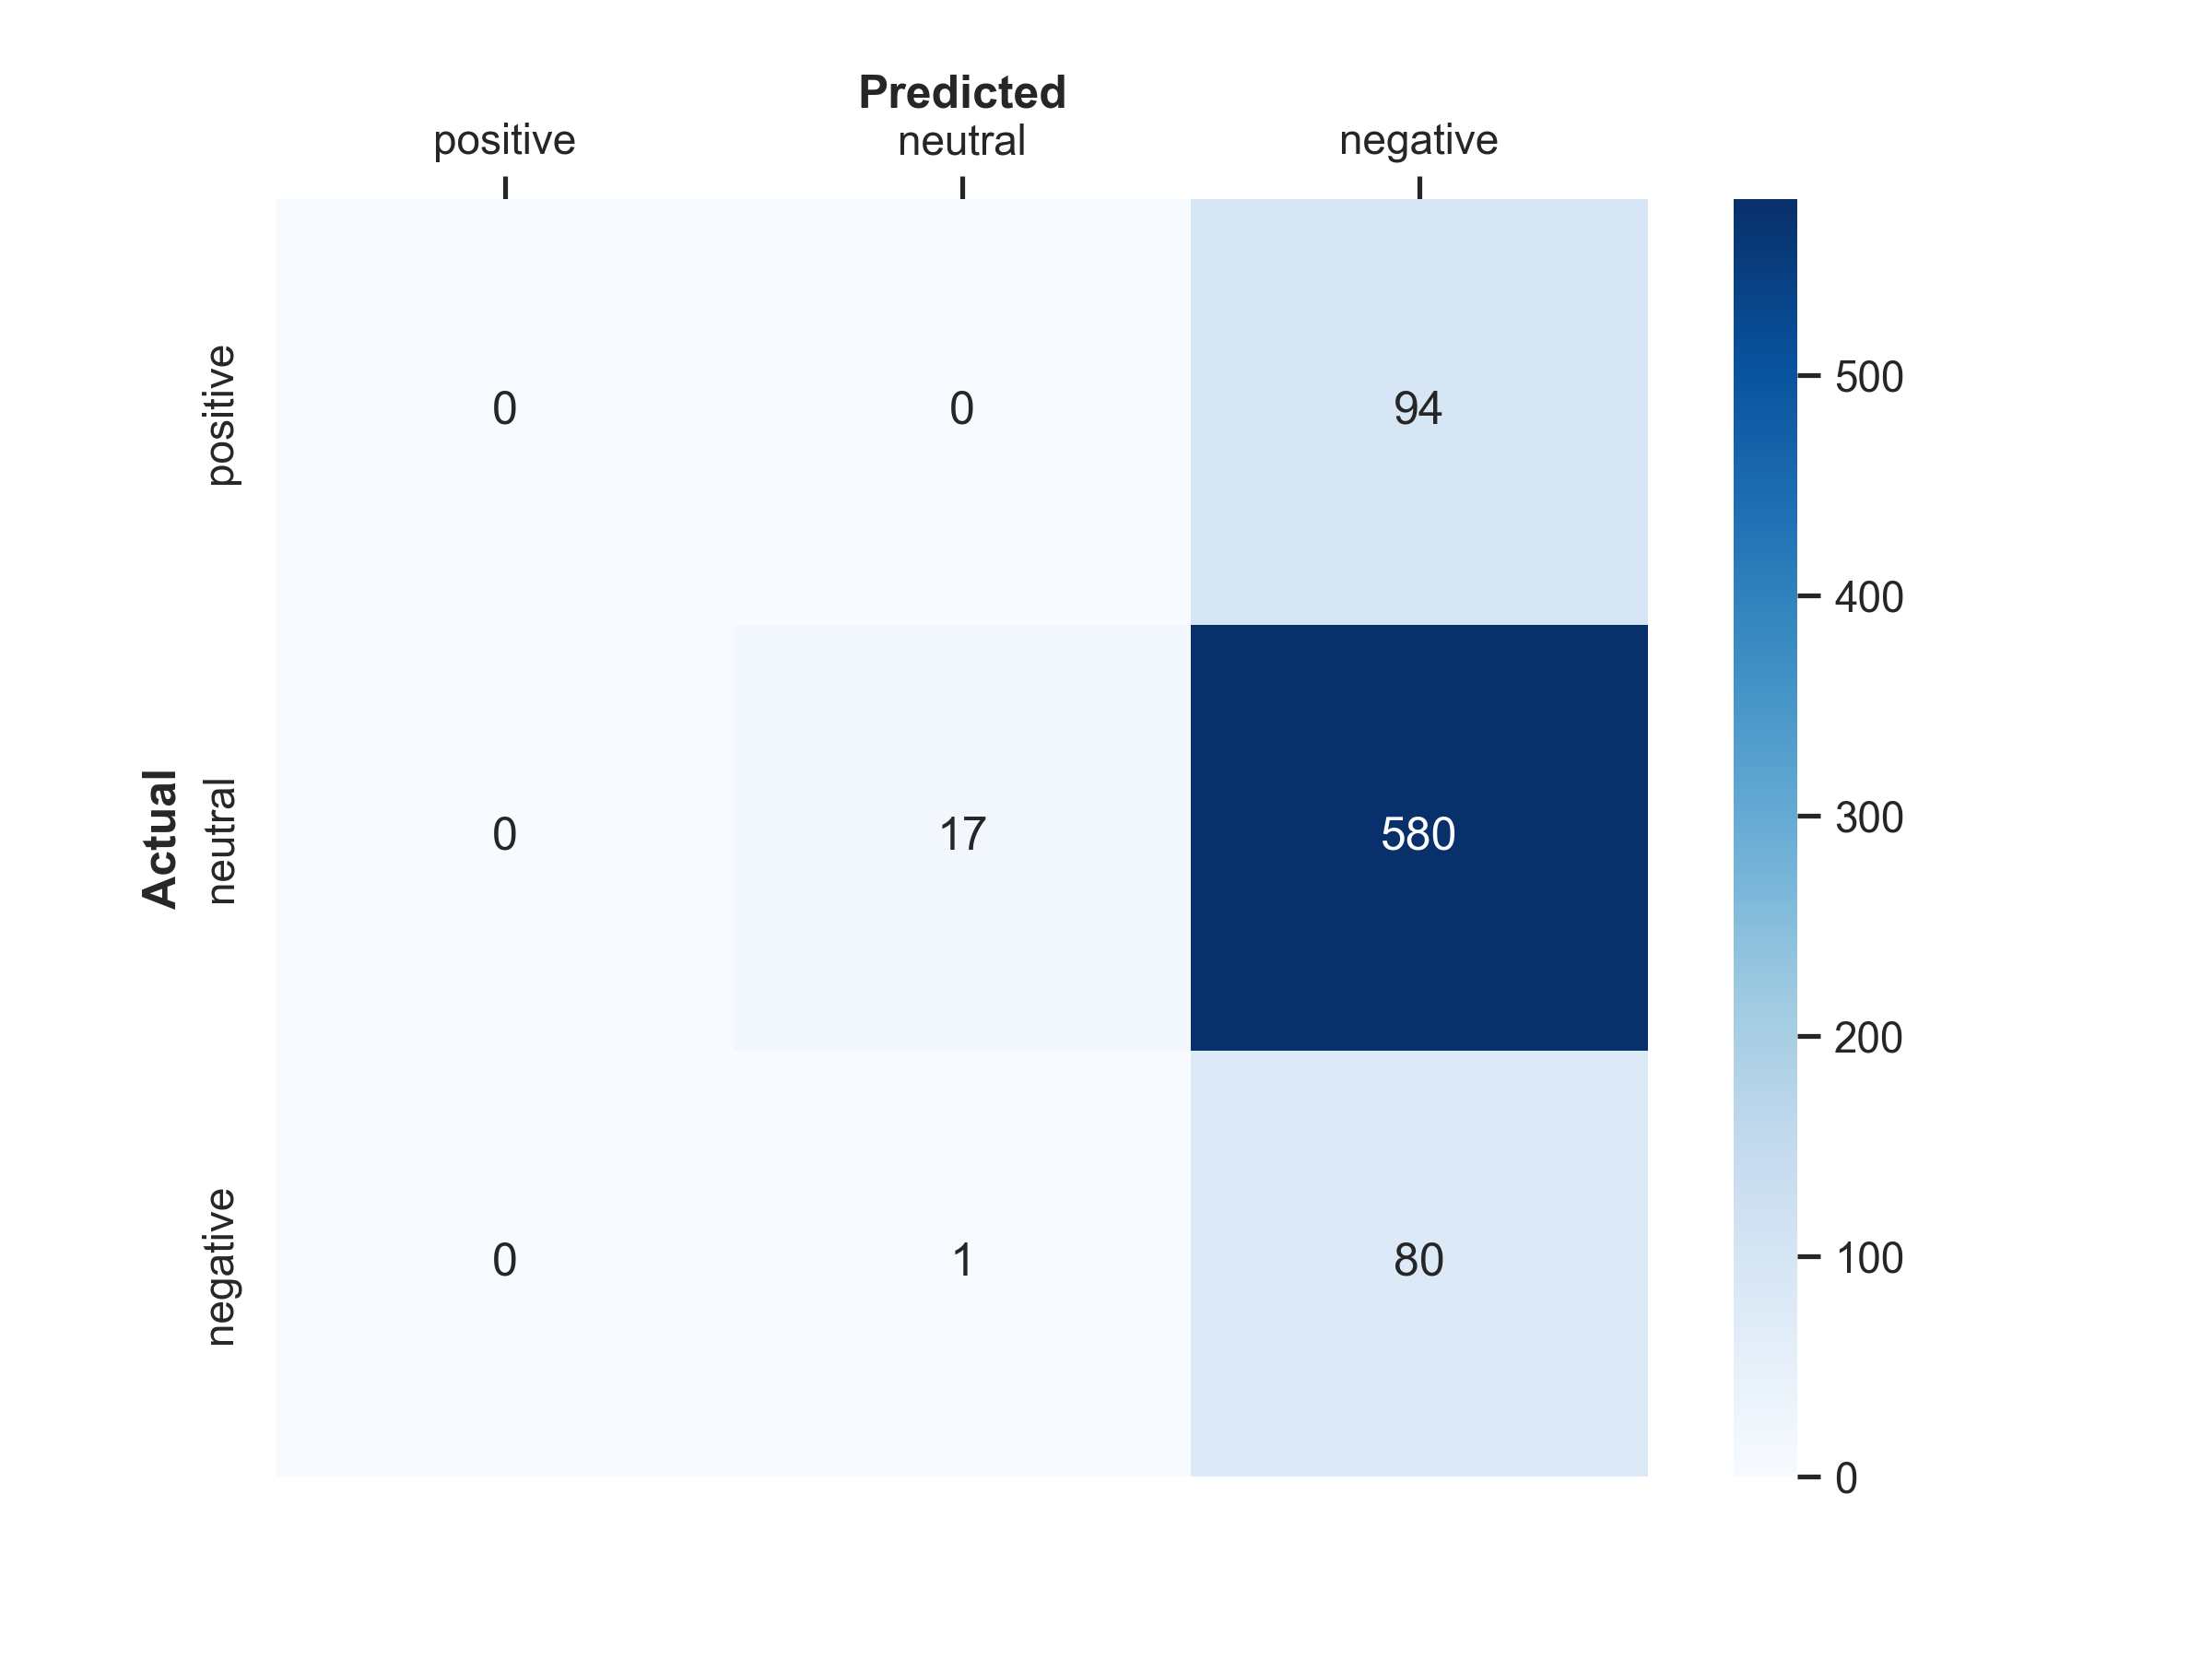 Predicted
positive neutral negative
positive 0 0 94
Actual neutral 0 17 580
negative 0 1 80
500
400
300
200
100
0